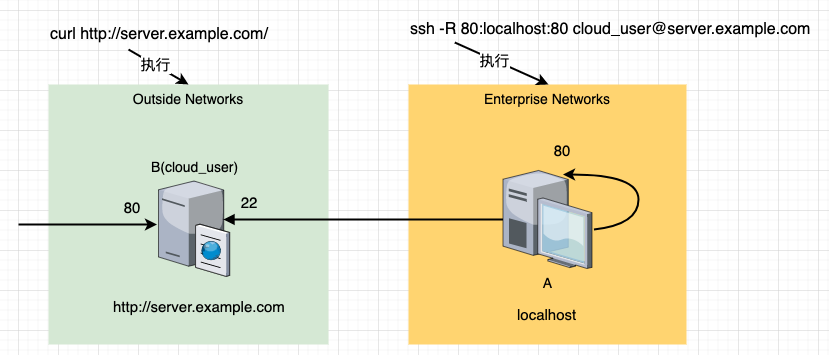 curl http://server.example.com/
ssh -R 80:localhost:80 cloud_user@server.example.com
执行
执行
Outside Networks
Enterprise Networks
B(cloud_user)
80
80
22
A
http://server.example.com
localhost